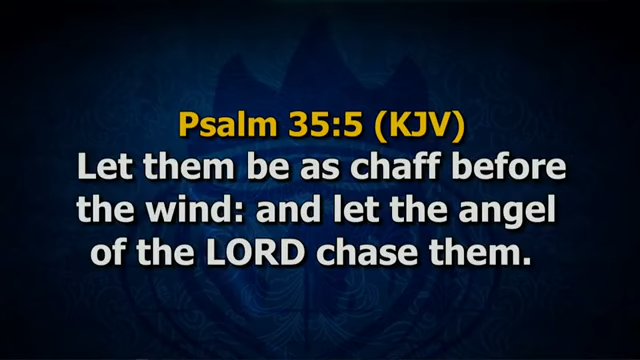 Psalm 35:5 (KJV)
Let them be as chaff before
the wind: and let the angel
of the LORD chase them.